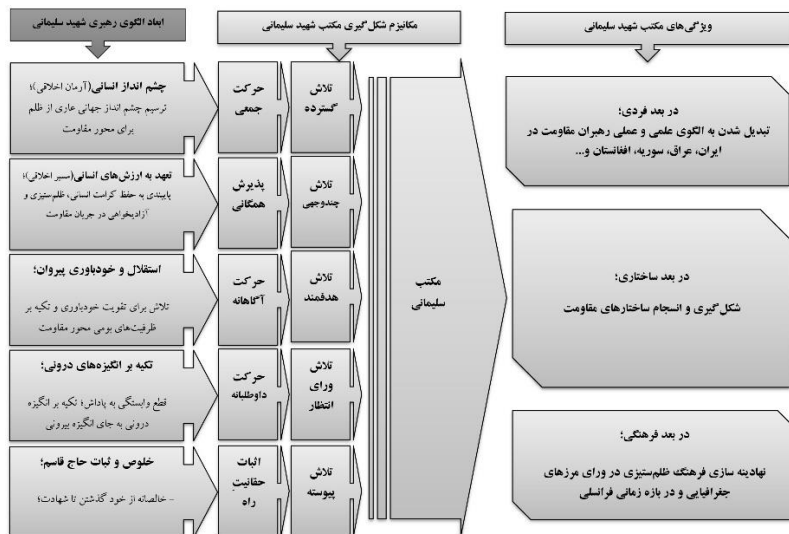 ویژگی‌های مکتب شهید سلیمانی
مکانیزم شکل‌گیری مکتب شهید سلیمانی
ابعاد الگوی رهبری شهید سلیمانی
چشم انداز انسانی(آرمان اخلاقی)؛
ترسیم چشم انداز جهانی عاری از ظلم
برای محور مقاومت
حرکت
جمعی
تلاش
گسترده
تعهد به ارزش‌های انسانی(مسیر اخلاقی)؛
پایبندی به حفظ کرامت انسانی، ظلم‌ستیزی و
آزادیخواهی در جریان مقاومت
پذیرش
همگانی
تلاش
چندوجهی
استقلال و خودباوری پیروان؛
تلاش برای تقویت خودباوری و تکیه بر
ظرفیت‌های بومی محور مقاومت
حرکت
آگاهانه
تلاش
هدفمند
تکیه بر انگیزه‌های درونی؛
قطع وابستگی به پاداش؛ تکیه بر انگیزه
درونی به جای انگیزه بیرونی
حرکت
داوطلبانه
تلاش
ورای
انتظار
خلوص و ثبات حاج قاسم؛
- خالصانه از خود گذشتن تا شهادت؛
اثبات
حقانیت
راه
تلاش
پیوسته
مکتب
سلیمانی
در بعد فردی؛
تبدیل شدن به الگوی علمی و عملی رهبران مقاومت در
ایران، عراق، سوریه، افغانستان و...
در بعد ساختاری؛
شکل‌گیری و انسجام ساختارهای مقاومت
در بعد فرهنگی؛
نهادینه سازی فرهنگ ظلم‌ستیزی در ورای مرزهای
جغرافیایی و در بازه زمانی فرانسلی